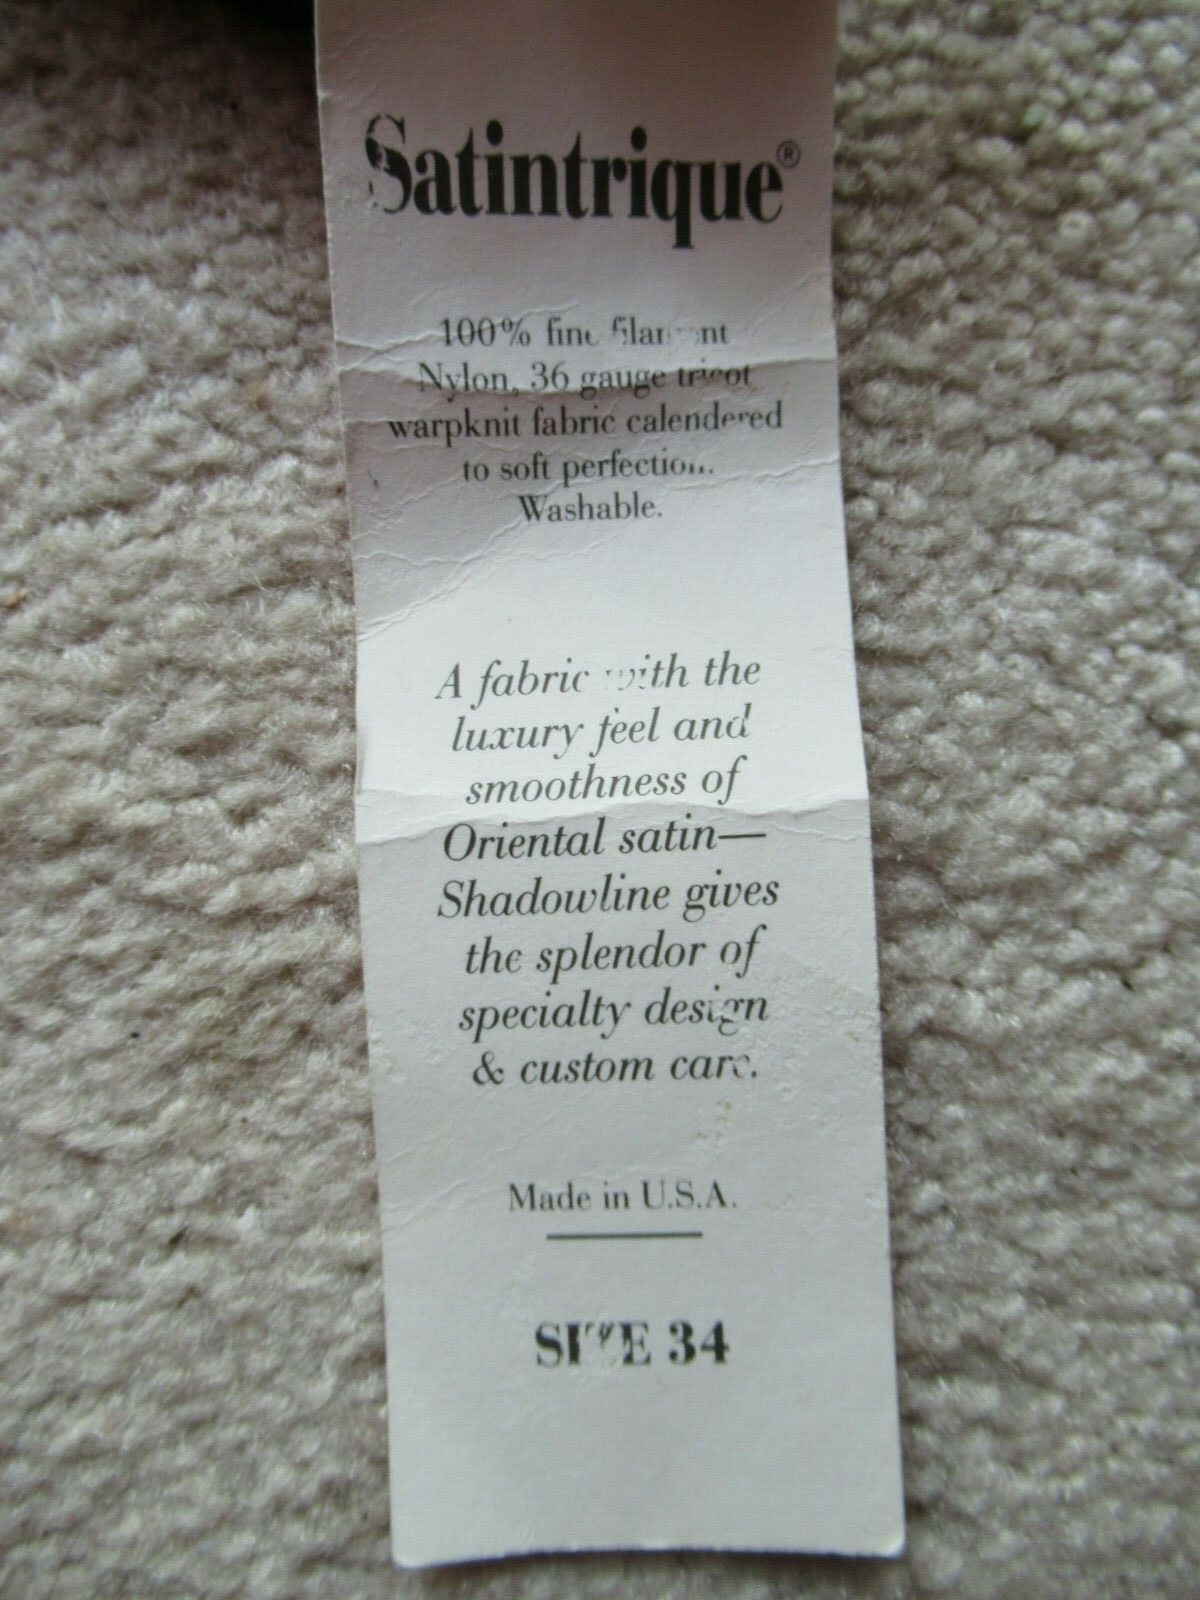 Satintrique®
100% fine filament
Nylon, 36 gauge tricot
warpknit fabric calendered
to soft perfection.
Washable.
A fabric with the
luxury feel and
smoothness of
Oriental satin—
Shadowline gives
the splendor of
specialty design
& custom care.
Made in U.S.A.
SIZE 34